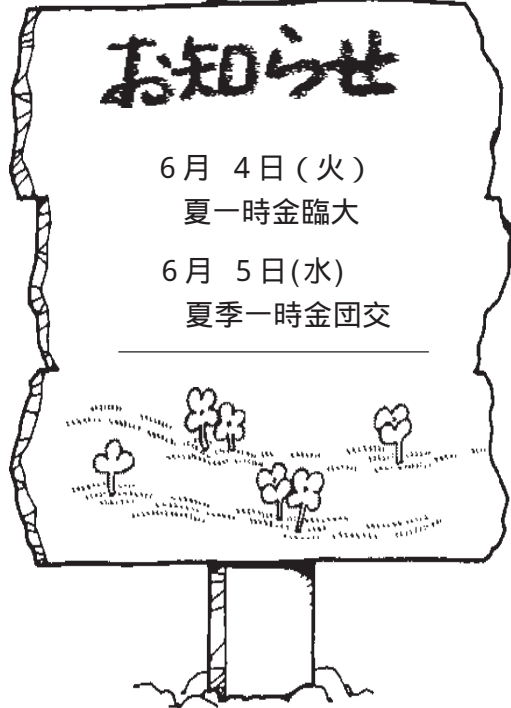 お知らせ
6月 4日(火)
夏一時金臨大
6月 5日(水)
夏季一時金団交